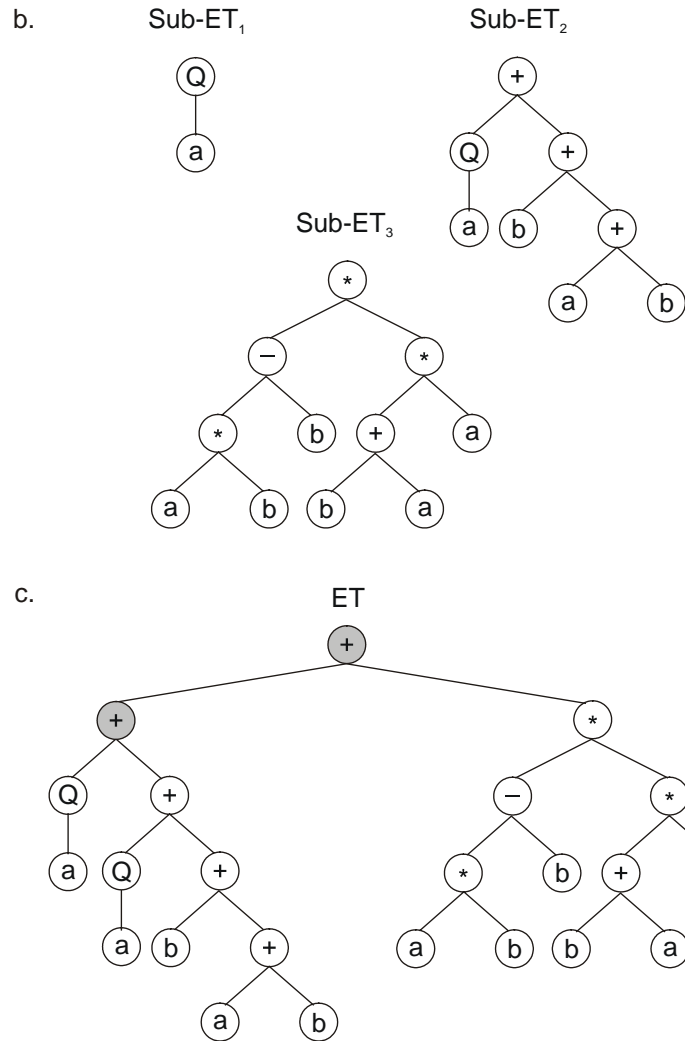 b. Sub-ET₁ Sub-ET₂
Q +
a Q +
a b +
Sub-ET₃
a b
*
− *
* b + a
a b b a
c. ET
+
+ *
Q + − *
a Q + * b +
a b + a b b a
a b